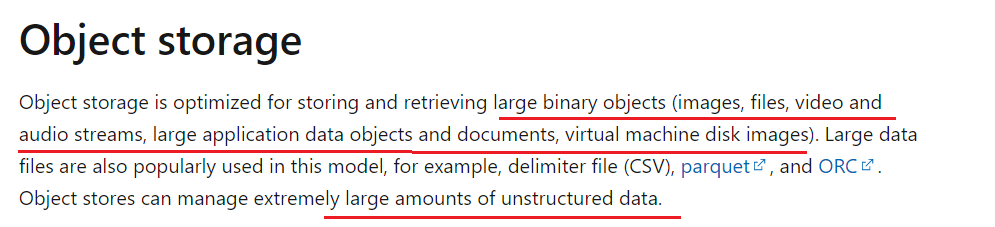 Object storage
Object storage is optimized for storing and retrieving large binary objects (images, files, video and
audio streams, large application data objects and documents, virtual machine disk images). Large data
files are also popularly used in this model, for example, delimiter file (CSV), parquet , and ORC .
Object stores can manage extremely large amounts of unstructured data.